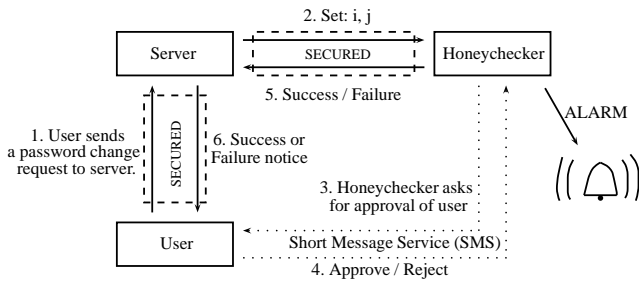 2. Set: i, j
Server
SECURED
Honeychecker
5. Success / Failure
ALARM
1. User sends
a password change
request to server.
SECURED
6. Success or
Failure notice
3. Honeychecker asks
for approval of user
User
Short Message Service (SMS)
4. Approve / Reject